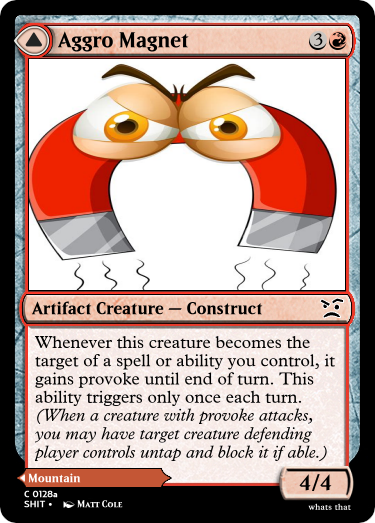 Aggro Magnet 3
Artifact Creature — Construct
Whenever this creature becomes the
target of a spell or ability you control, it
gains provoke until end of turn. This
ability triggers only once each turn.
(When a creature with provoke attacks,
you may have target creature defending
player controls untap and block it if able.)
Mountain
4/4
C 0128a
SHIT • Matt Cole
whats that